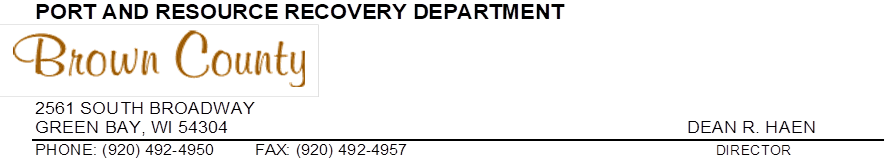 PORT AND RESOURCE RECOVERY DEPARTMENT
Brown County
2561 SOUTH BROADWAY
GREEN BAY, WI 54304 DEAN R. HAEN
PHONE: (920) 492-4950 FAX: (920) 492-4957 DIRECTOR